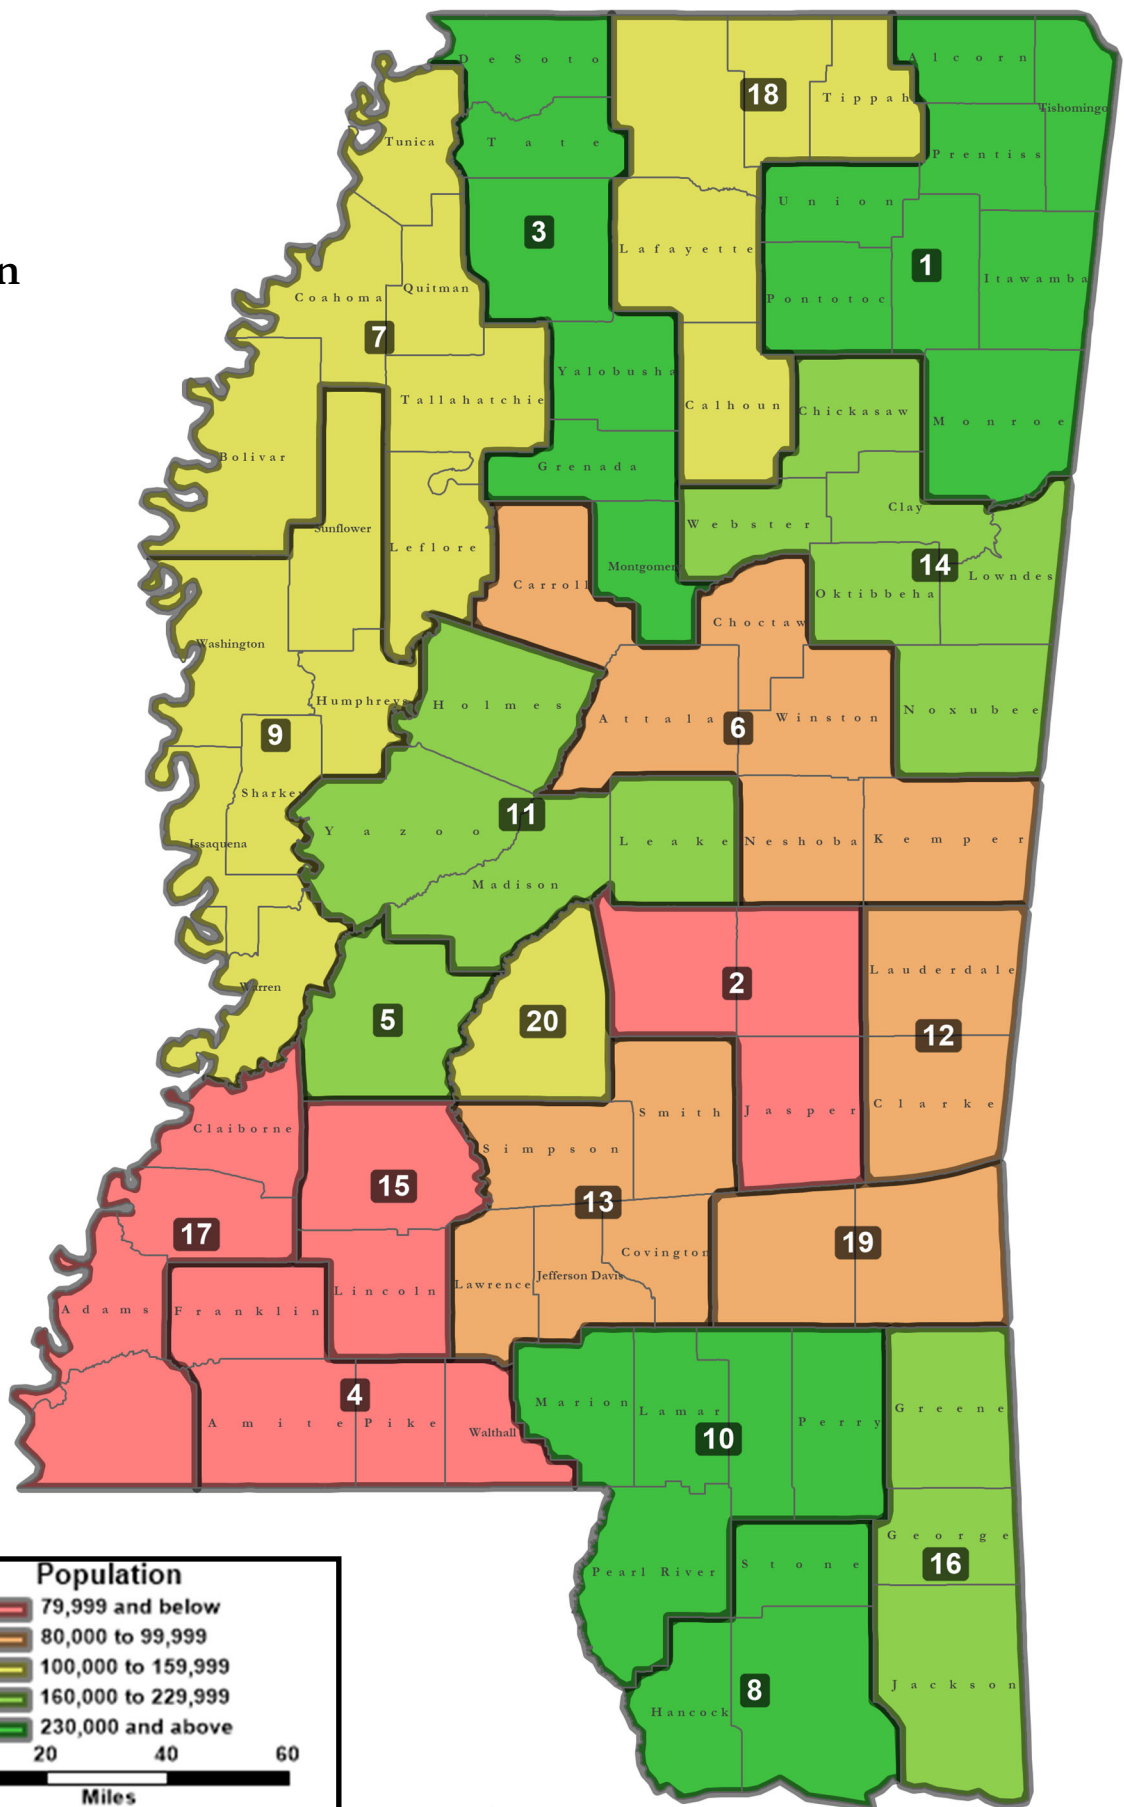 DeSoto
Alcorn
18
Tippah
Tishomingo
Tunica
Tate
Prentiss
Union
3
Lafayette
1
n
Itawamba
Quitman
Coahoma
Pontotoc
7
Yalobusha
Tallahatchie
Calhoun
Chickasaw
Monroe
Bolivar
Grenada
Clay
Sunflower
Webster
Leflore
14
Montgomer
Lowndes
Carroll
Oktibbeha
Choctaw
Washington
Humphreys
Holmes
Noxubee
Attala
Winston
6
9
Sharkey
11
Yazoo
Leake
Neshoba
Kemper
Issaquena
Madison
Lauderdale
2
Warren
5
20
12
Clarke
Smith
Jasper
Claiborne
Simpson
15
13
17
19
Covington
Jefferson Davis
Lawrence
Lincoln
Adams
Franklin
4
Marion
Lamar
Greene
Amite
Pike
Perry
Walthall
10
George
Stone
16
Pearl River
Jackson
8
Hancock
Population
79,999 and below
80,000 to 99,999
100,000 to 159,999
160,000 to 229,999
230,000 and above
20 40 60
Miles